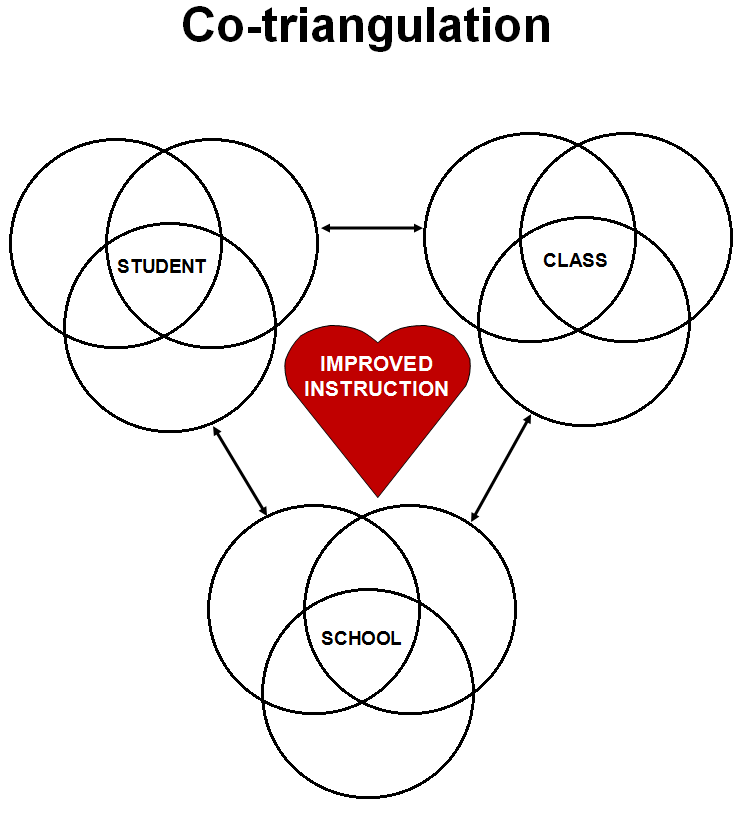 Co-triangulation
STUDENT
CLASS
IMPROVED
INSTRUCTION
SCHOOL